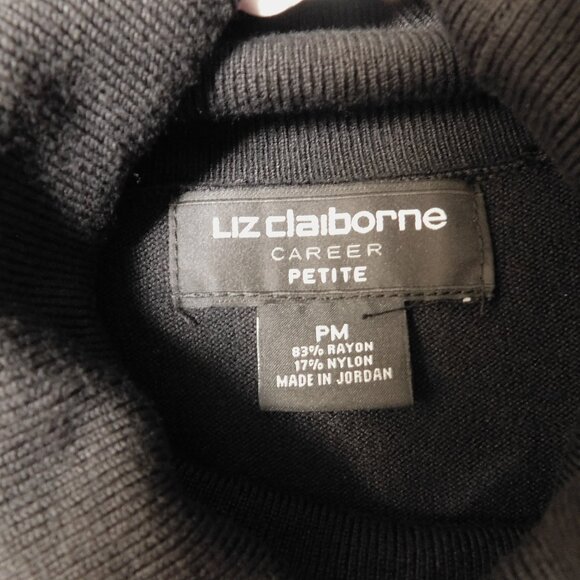 Liz claiborne
CAREER
PETITE
PM
83% RAYON
17% NYLON
MADE IN JORDAN